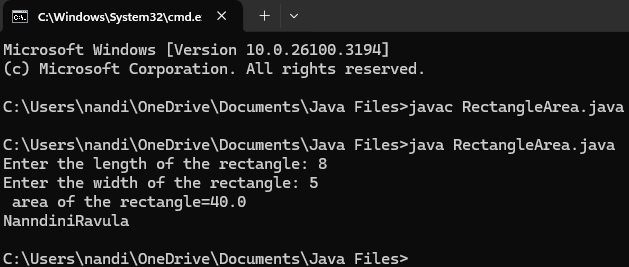 C:\Windows\System32\cmd.e:
Microsoft Windows [Version 10.0.26100.3194]
(c) Microsoft Corporation. All rights reserved.
C:\Users\nandi\OneDrive\Documents\Java Files>javac RectangleArea.java
C:\Users\nandi\OneDrive\Documents\Java Files>java RectangleArea.java
Enter the length of the rectangle: 8
Enter the width of the rectangle: 5
 area of the rectangle=40.0
NanndiniRavula
C:\Users\nandi\OneDrive\Documents\Java Files>